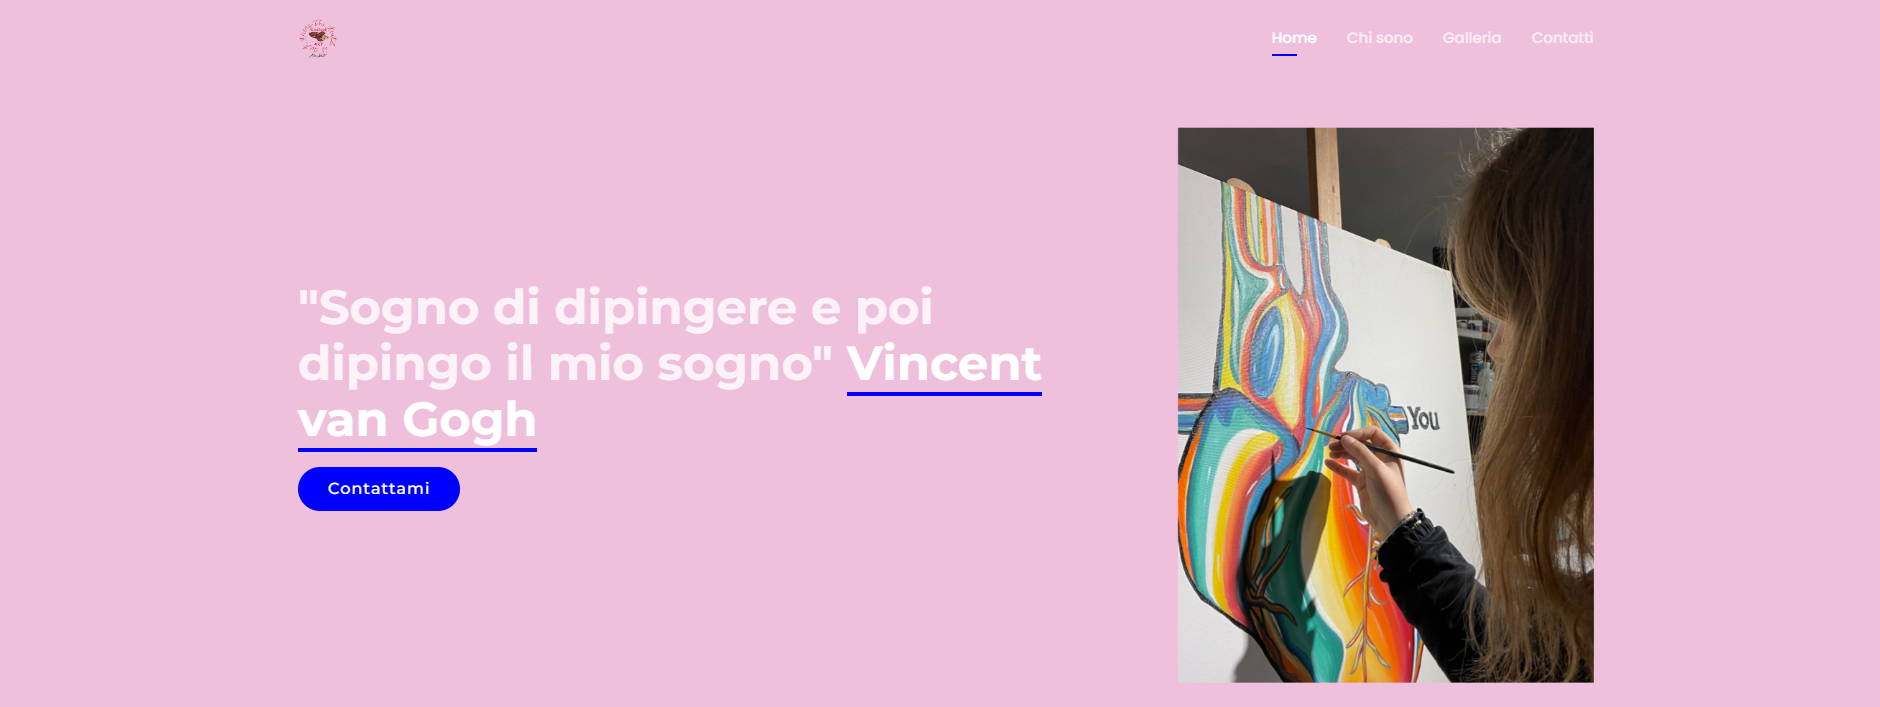 Home
Chi sono
Galleria
Contatti
"Sogno di dipingere e poi
dipingo il mio sogno" Vincent
van Gogh
Contattami
You